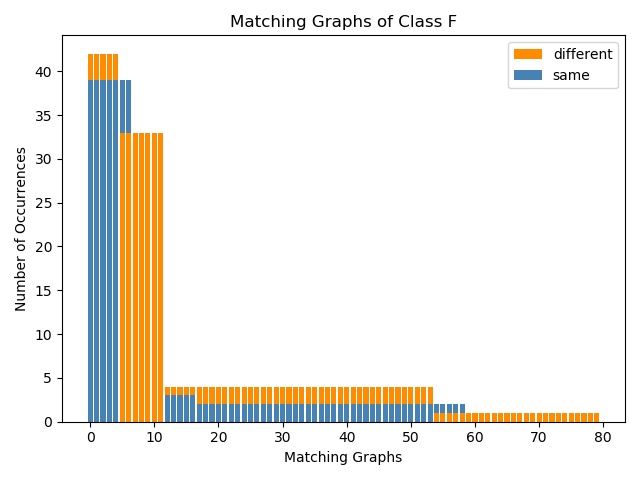 Matching Graphs of Class F
different
same
Number of Occurrences
40
35
30
25
20
15
10
5
0
0 10 20 30 40 50 60 70 80
Matching Graphs